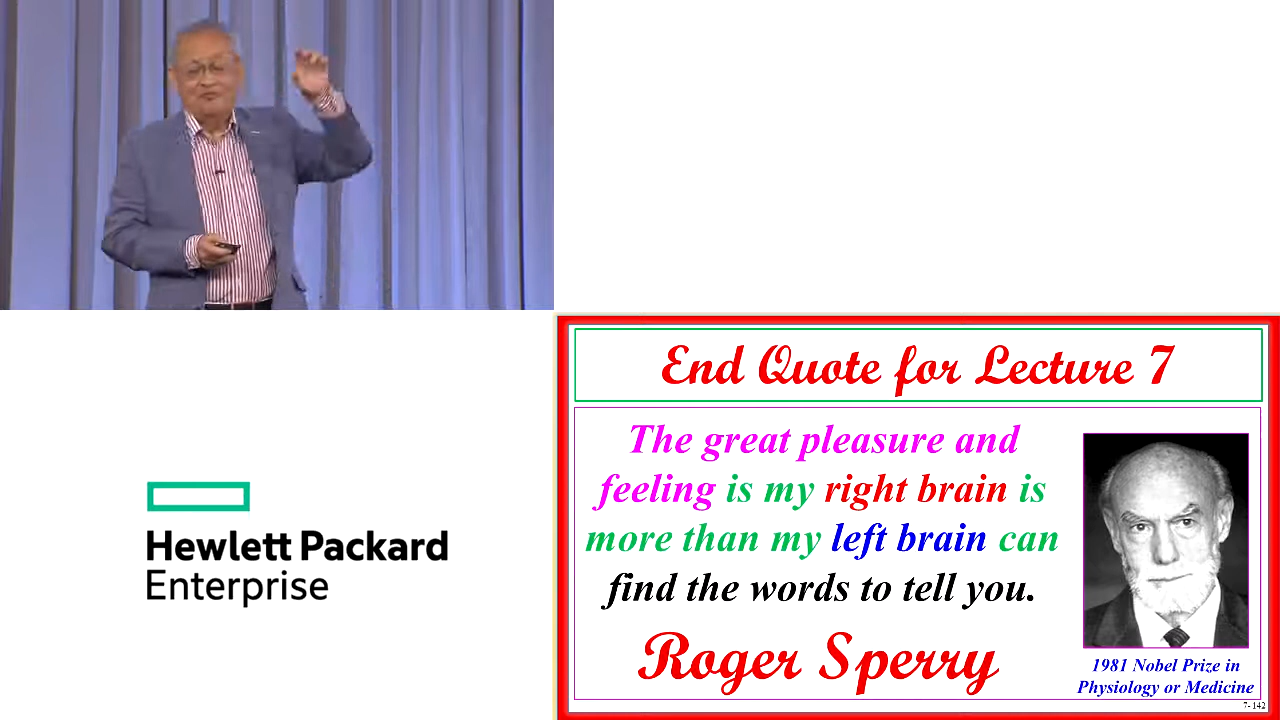 Hewlett Packard
Enterprise
End Quote for Lecture 7
The great pleasure and
feeling is my right brain is
more than my left brain can
find the words to tell you.
Roger Sperry
1981 Nobel Prize in
Physiology or Medicine
7- 142